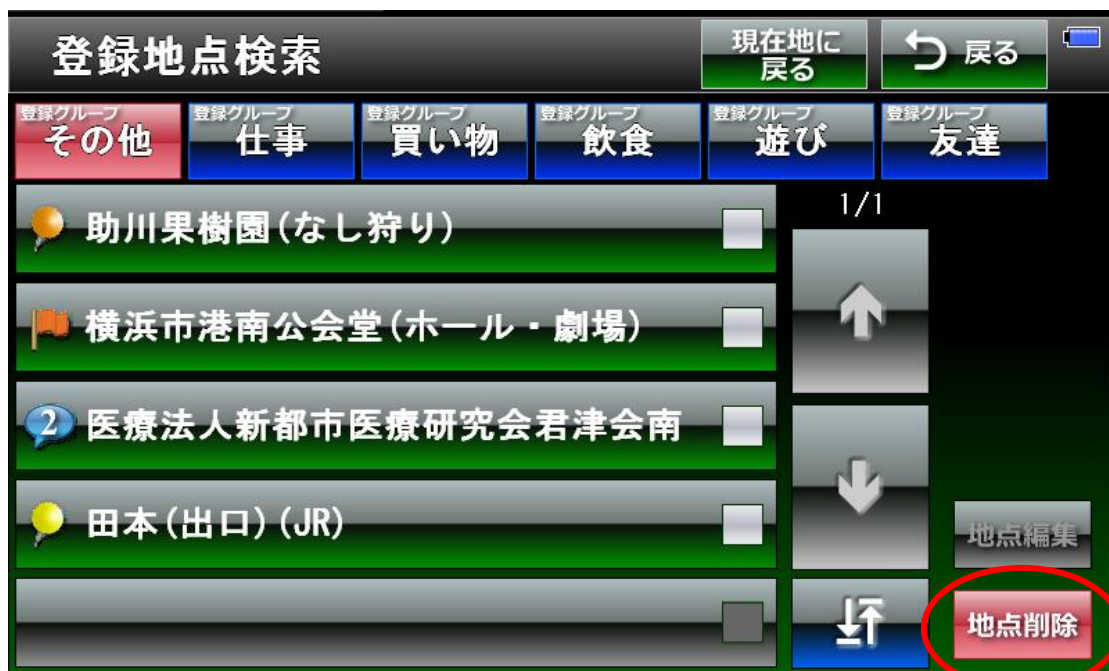 登録地点検索
現在地に
戻る
戻る
登録グループ
その他
登録グループ
仕事
登録グループ
買い物
登録グループ
飲食
登録グループ
遊び
登録グループ
友達
助川果樹園(なし狩り)
1/1
横浜市港南公会堂(ホール・劇場)
2 医療法人新都市医療研究会君津会南
田本(出口)(JR)
地点編集
地点削除